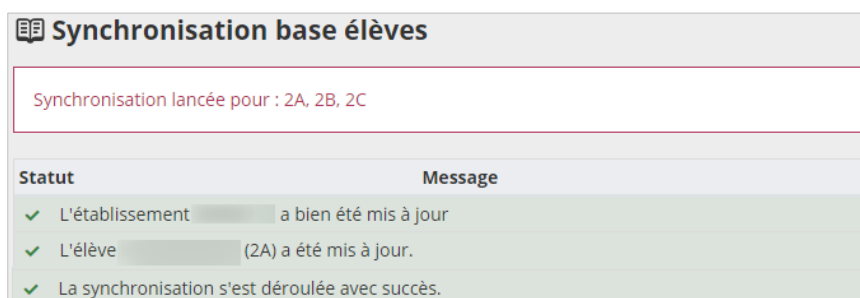 Synchronisation base élèves
Synchronisation lancée pour : 2A, 2B, 2C
Statut Message
L'établissement a bien été mis à jour
L'élève (2A) a été mis à jour.
La synchronisation s'est déroulée avec succès.